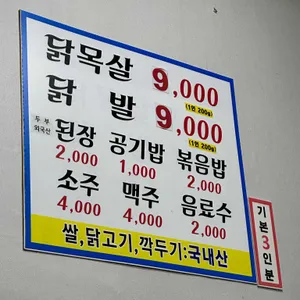 닭목살 9,000
(1인 200g)
닭 발 9,000
(1인 200g)
두부 외국산 된장 공기밥 볶음밥
2,000 1,000 2,000
소주 맥주 음료수
4,000 4,000 2,000
쌀,닭고기,깍두기:국내산
기본3인분